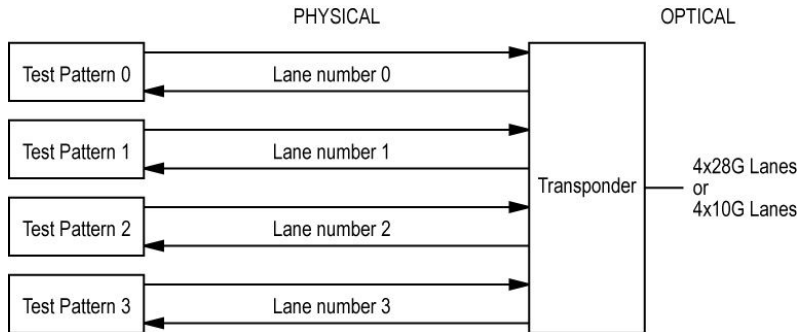 PHYSICAL
OPTICAL
Test Pattern 0
Lane number 0
Test Pattern 1
Lane number 1
Transponder
4x28G Lanes
or
4x10G Lanes
Test Pattern 2
Lane number 2
Test Pattern 3
Lane number 3